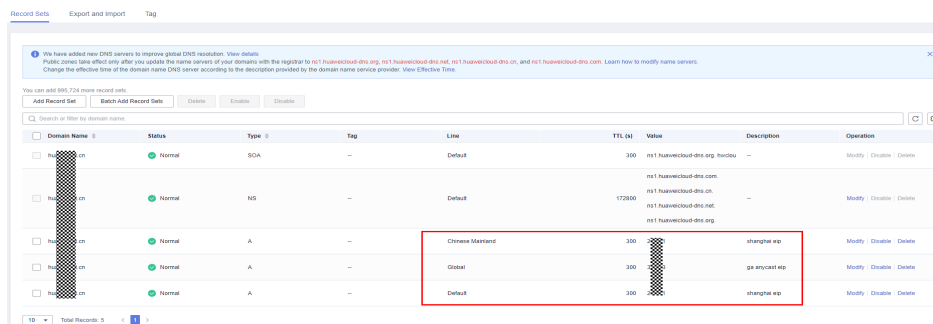 Record Sets Export and Import Tag
We have added new DNS servers to improve global DNS resolution. View details
Public zones take effect only after you update the name servers of your domains with the registrar to ns1.huaweicloud-dns.org, ns1.huaweicloud-dns.net, ns1.huaweicloud-dns.cn, and ns1.huaweicloud-dns.com. Learn how to modify name servers.
Change the effective time of the domain name DNS server according to the description provided by the domain name service provider. View Effective Time.
You can add 995,724 more record sets.
Add Record Set Batch Add Record Sets Delete Enable Disable
Search or filter by domain name.
Domain Name Status Type Tag Line TTL (s) Value Description Operation
.cn Normal SOA -- Default 300 ns1.huaweicloud-dns.org. hwclou -- Modify Disable Delete
ns1.huaweicloud-dns.com.
ns1.huaweicloud-dns.cn.
.cn Normal NS -- Default 172800 -- Modify Disable Delete
ns1.huaweicloud-dns.net.
ns1.huaweicloud-dns.org.
.cn Normal A -- Chinese Mainland 300 shanghai eip Modify Disable Delete
.cn Normal A -- Global 300 ga anycast eip Modify Disable Delete
.cn Normal A -- Default 300 shanghai eip Modify Disable Delete
10 Total Records: 5 < 1 >